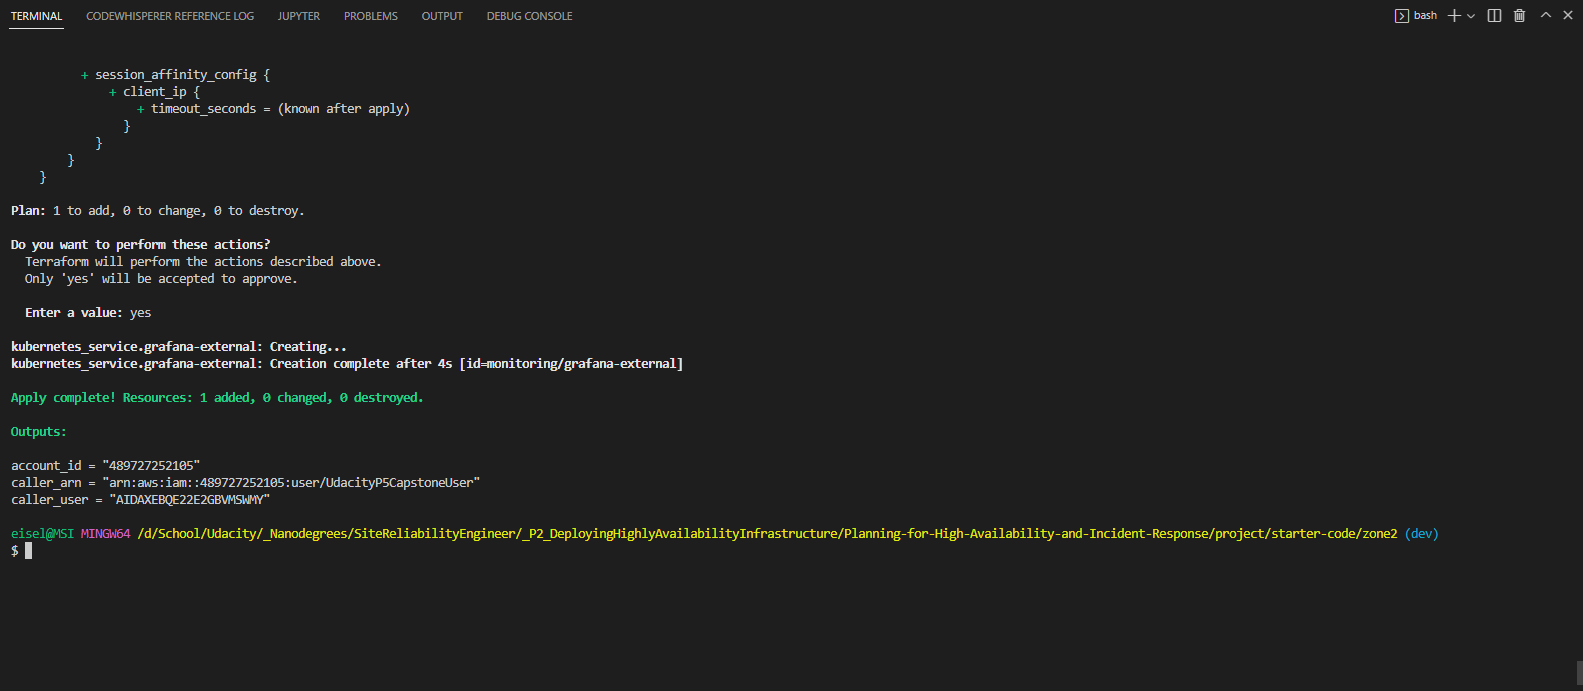 TERMINAL CODEWHISPERER REFERENCE LOG JUPYTER PROBLEMS OUTPUT DEBUG CONSOLE bash
+ session_affinity_config {
+ client_ip {
+ timeout_seconds = (known after apply)
}
}
}
}
Plan: 1 to add, 0 to change, 0 to destroy.
Do you want to perform these actions?
Terraform will perform the actions described above.
Only 'yes' will be accepted to approve.
Enter a value: yes
kubernetes_service.grafana-external: Creating...
kubernetes_service.grafana-external: Creation complete after 4s [id=monitoring/grafana-external]
Apply complete! Resources: 1 added, 0 changed, 0 destroyed.
Outputs:
account_id = "489727252105"
caller_arn = "arn:aws:iam::489727252105:user/UdacityP5CapstoneUser"
caller_user = "AIDAXEBQE22E2GBVMSWMY"
eisel@MSI MINGW64 /d/School/Udacity/_Nanodegrees/SiteReliabilityEngineer/_P2_DeployingHighlyAvailabilityInfrastructure/Planning-for-High-Availability-and-Incident-Response/project/starter-code/zone2 (dev)
$